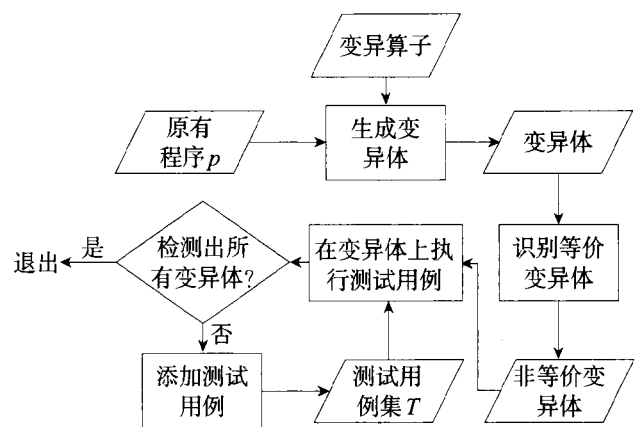 变异算子
原有
程序p
生成变
异体
变异体
退出
是
检测出所
有变异体?
在变异体上执
行测试用例
识别等价
变异体
否
添加测试
用例
测试用
例集T
非等价变
异体